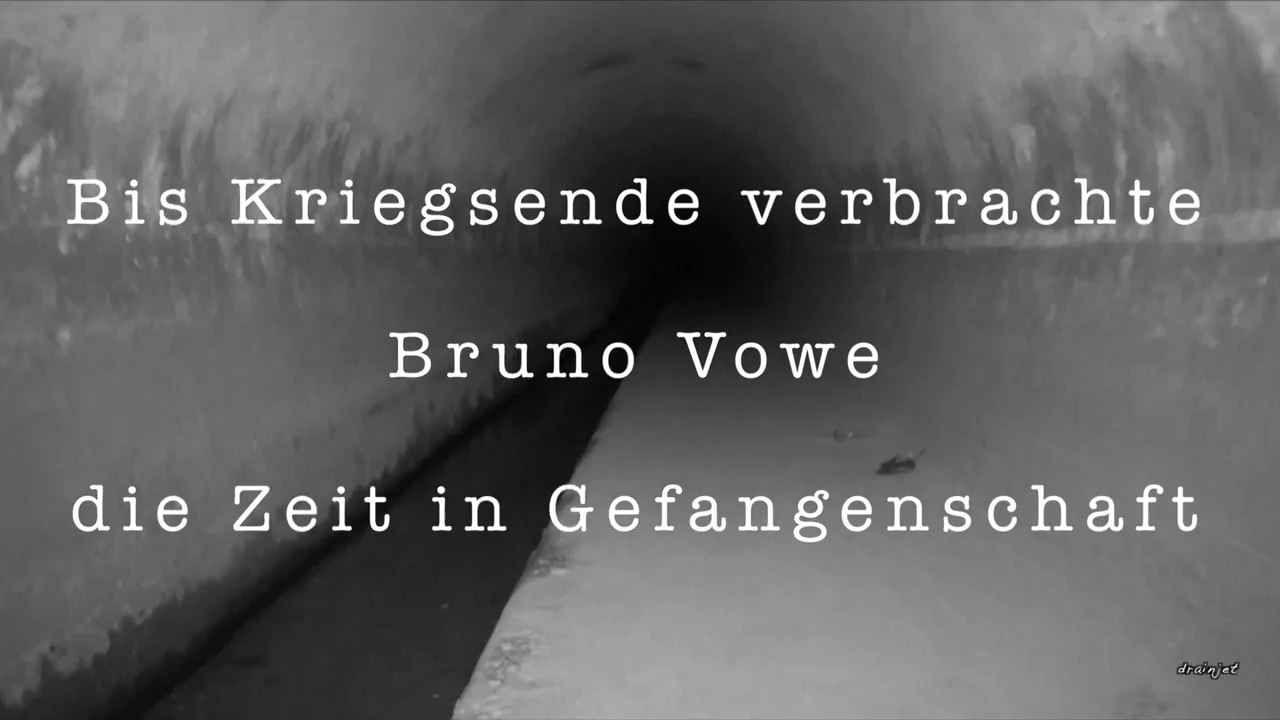 Bis Kriegsende verbrachte
Bruno Vowe
die Zeit in Gefangenschaft
drainjet